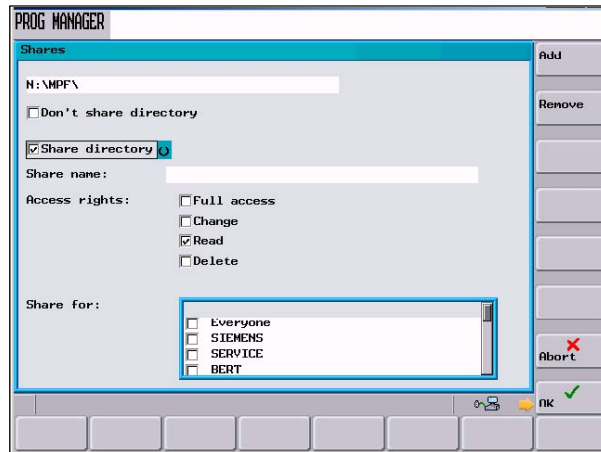 PROG MANAGER
Shares
N:\MPF\
Don't share directory
Share directory
Share name:
Access rights:
Full access
Change
Read
Delete
Share for:
Everyone
SIEMENS
SERVICE
BERT
Add
Remove
Abort
OK